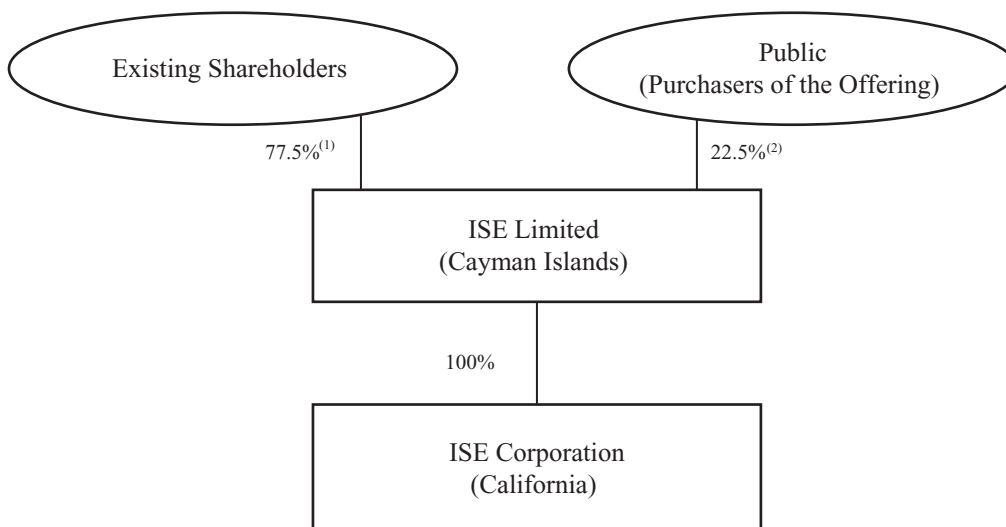 Existing Shareholders
Public
(Purchasers of the Offering)
77.5%(1)
22.5%(2)
ISE Limited
(Cayman Islands)
100%
ISE Corporation
(California)